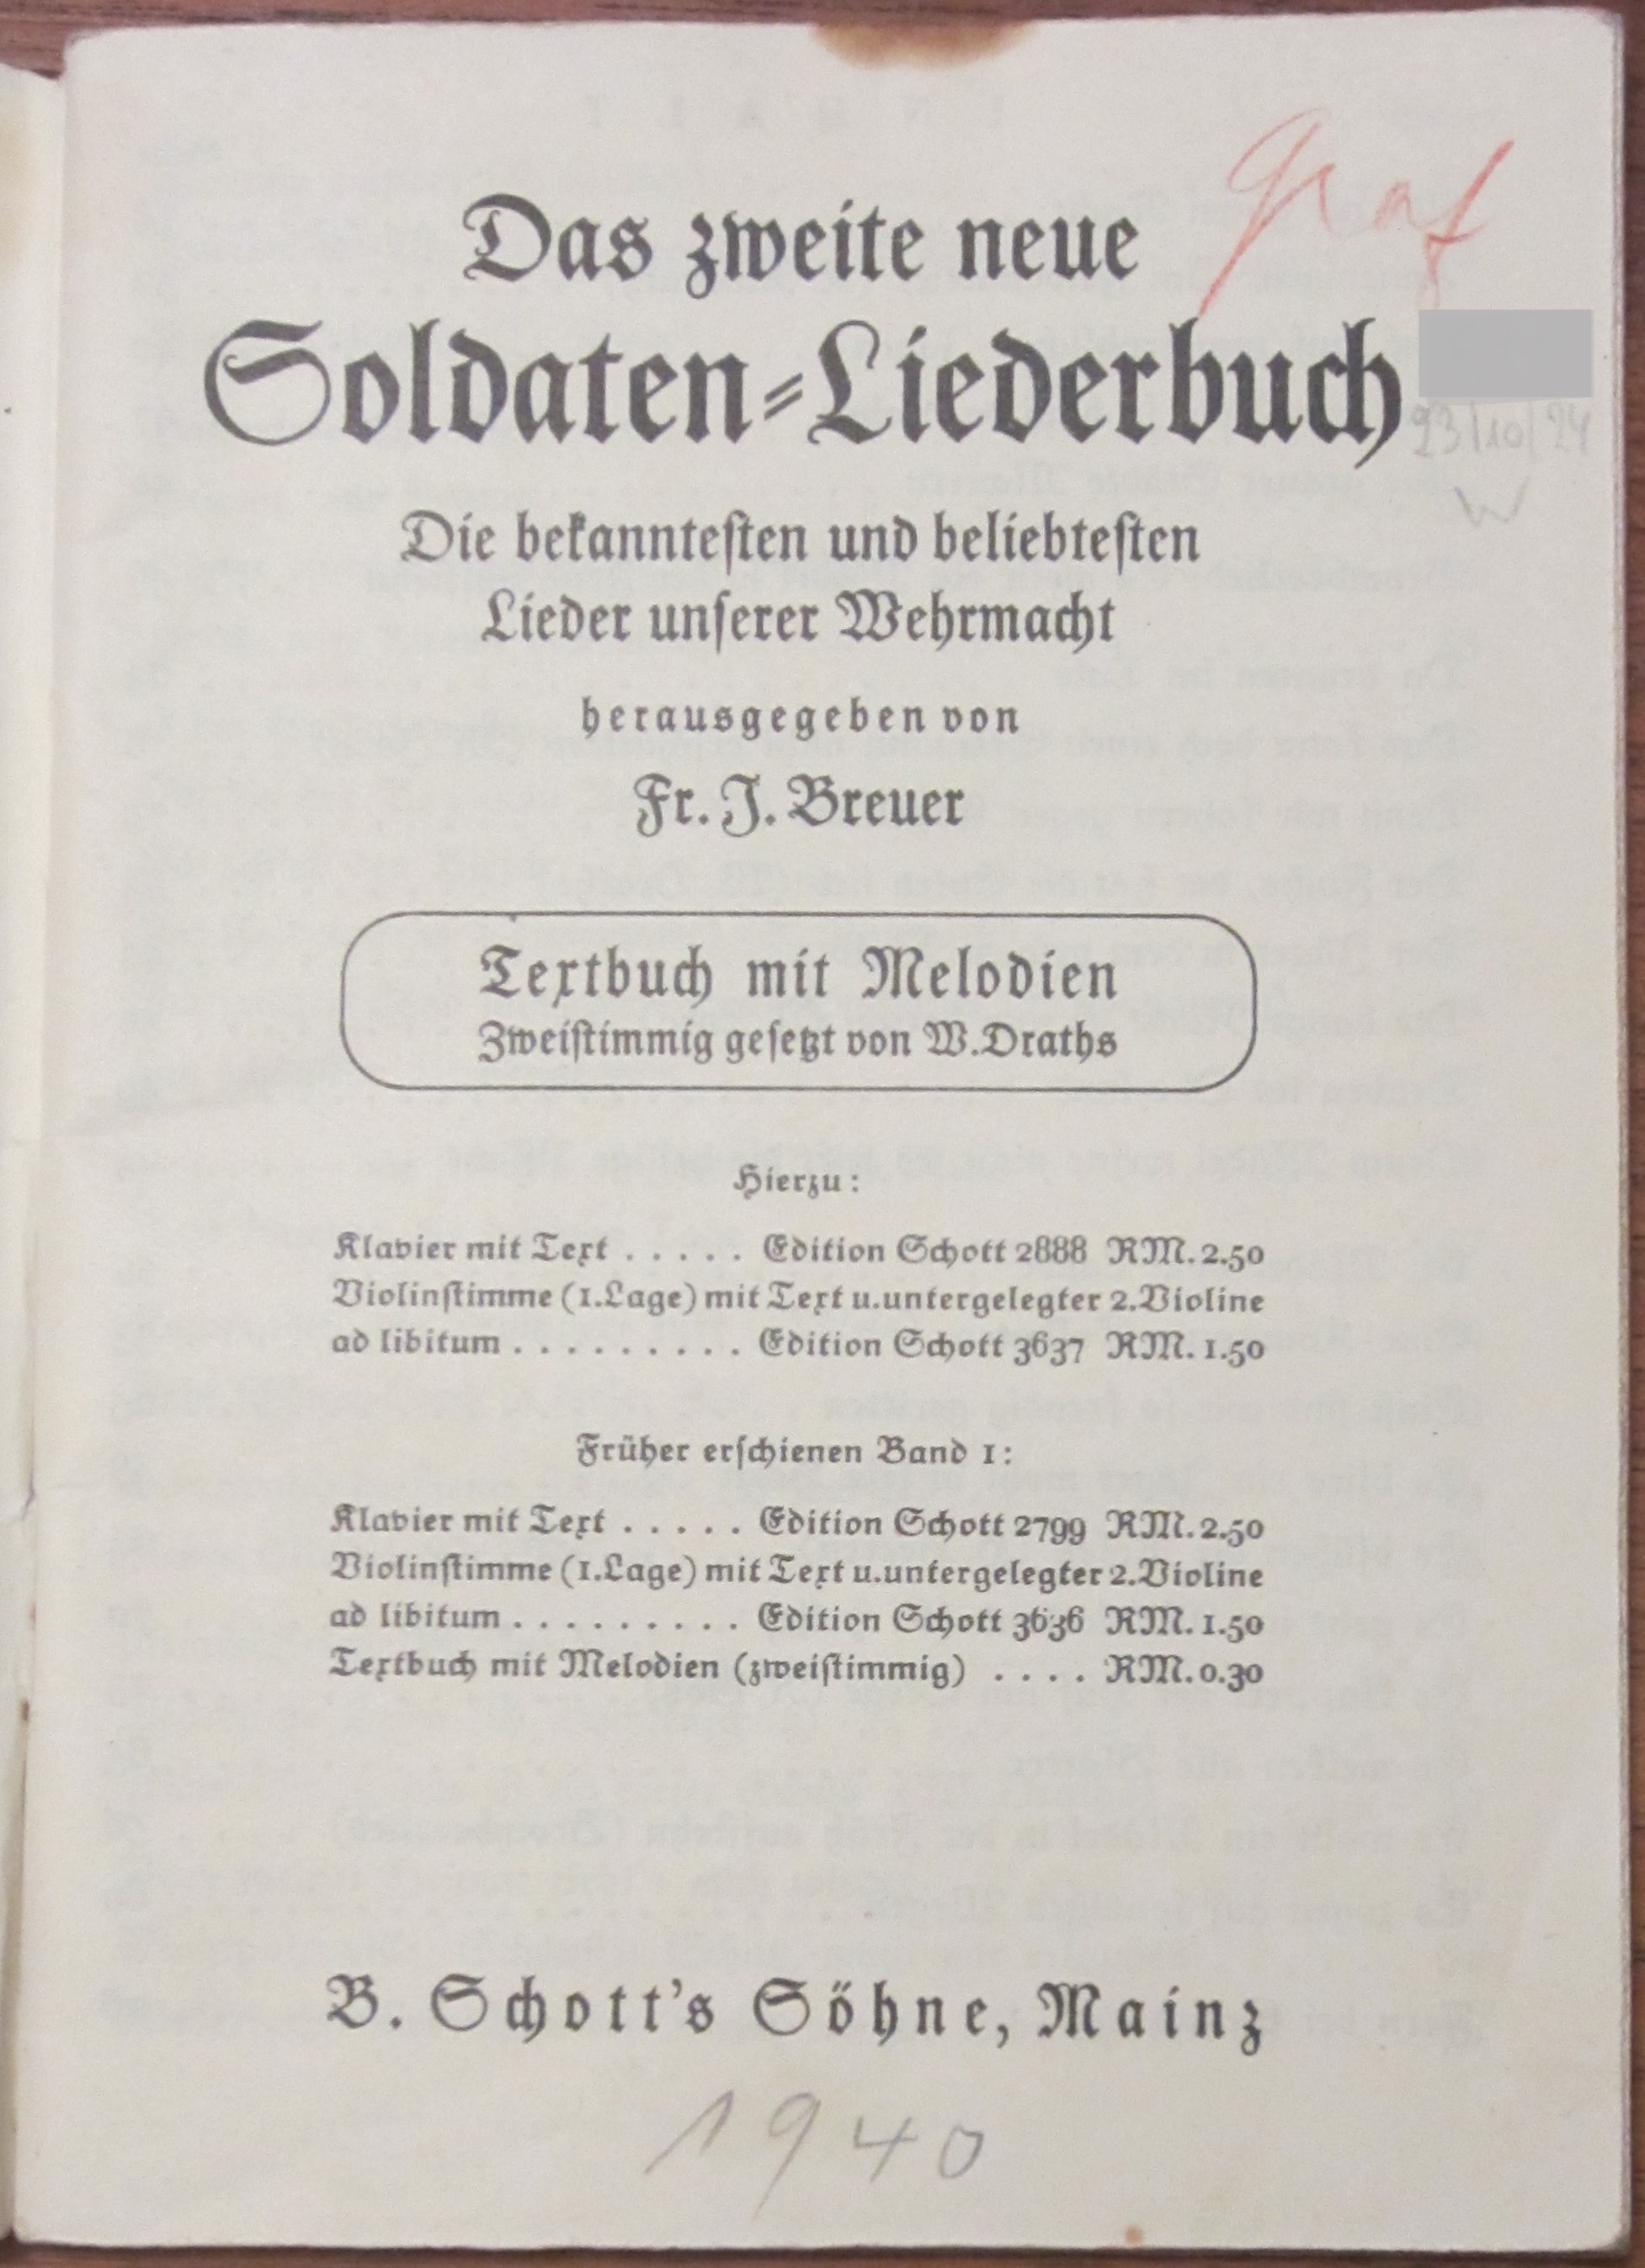 Graf
Das zweite neue
Soldaten-Liederbuch
23/10/24
W
Die bekanntesten und beliebtesten
Lieder unserer Wehrmacht
herausgegeben von
Fr. J. Breuer
Textbuch mit Melodien
Zweistimmig gesetzt von W. Draths
Hierzu:
Klavier mit Text ..... Edition Schott 2888 RM. 2.50
Violinstimme (1. Lage) mit Text u. untergelegter 2. Violine
ad libitum .......... Edition Schott 3637 RM. 1.50
Früher erschienen Band 1:
Klavier mit Text ..... Edition Schott 2799 RM. 2.50
Violinstimme (1. Lage) mit Text u. untergelegter 2. Violine
ad libitum .......... Edition Schott 3636 RM. 1.50
Textbuch mit Melodien (zweistimmig) .... RM. 0.30
B. Schott's Söhne, Mainz
1940